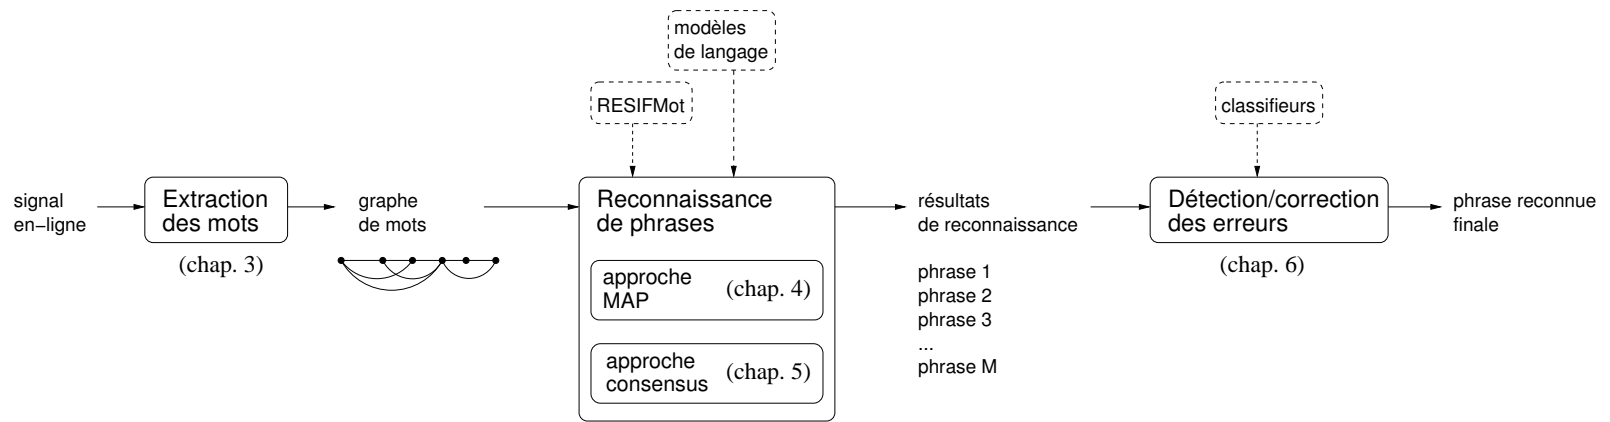 modèles
de langage
RESIFMot
classifieurs
signal
en−ligne
Extraction
des mots
(chap. 3)
graphe
de mots
Reconnaissance
de phrases
approche
MAP
(chap. 4)
approche
consensus
(chap. 5)
résultats
de reconnaissance
phrase 1
phrase 2
phrase 3
...
phrase M
Détection/correction
des erreurs
(chap. 6)
phrase reconnue
finale